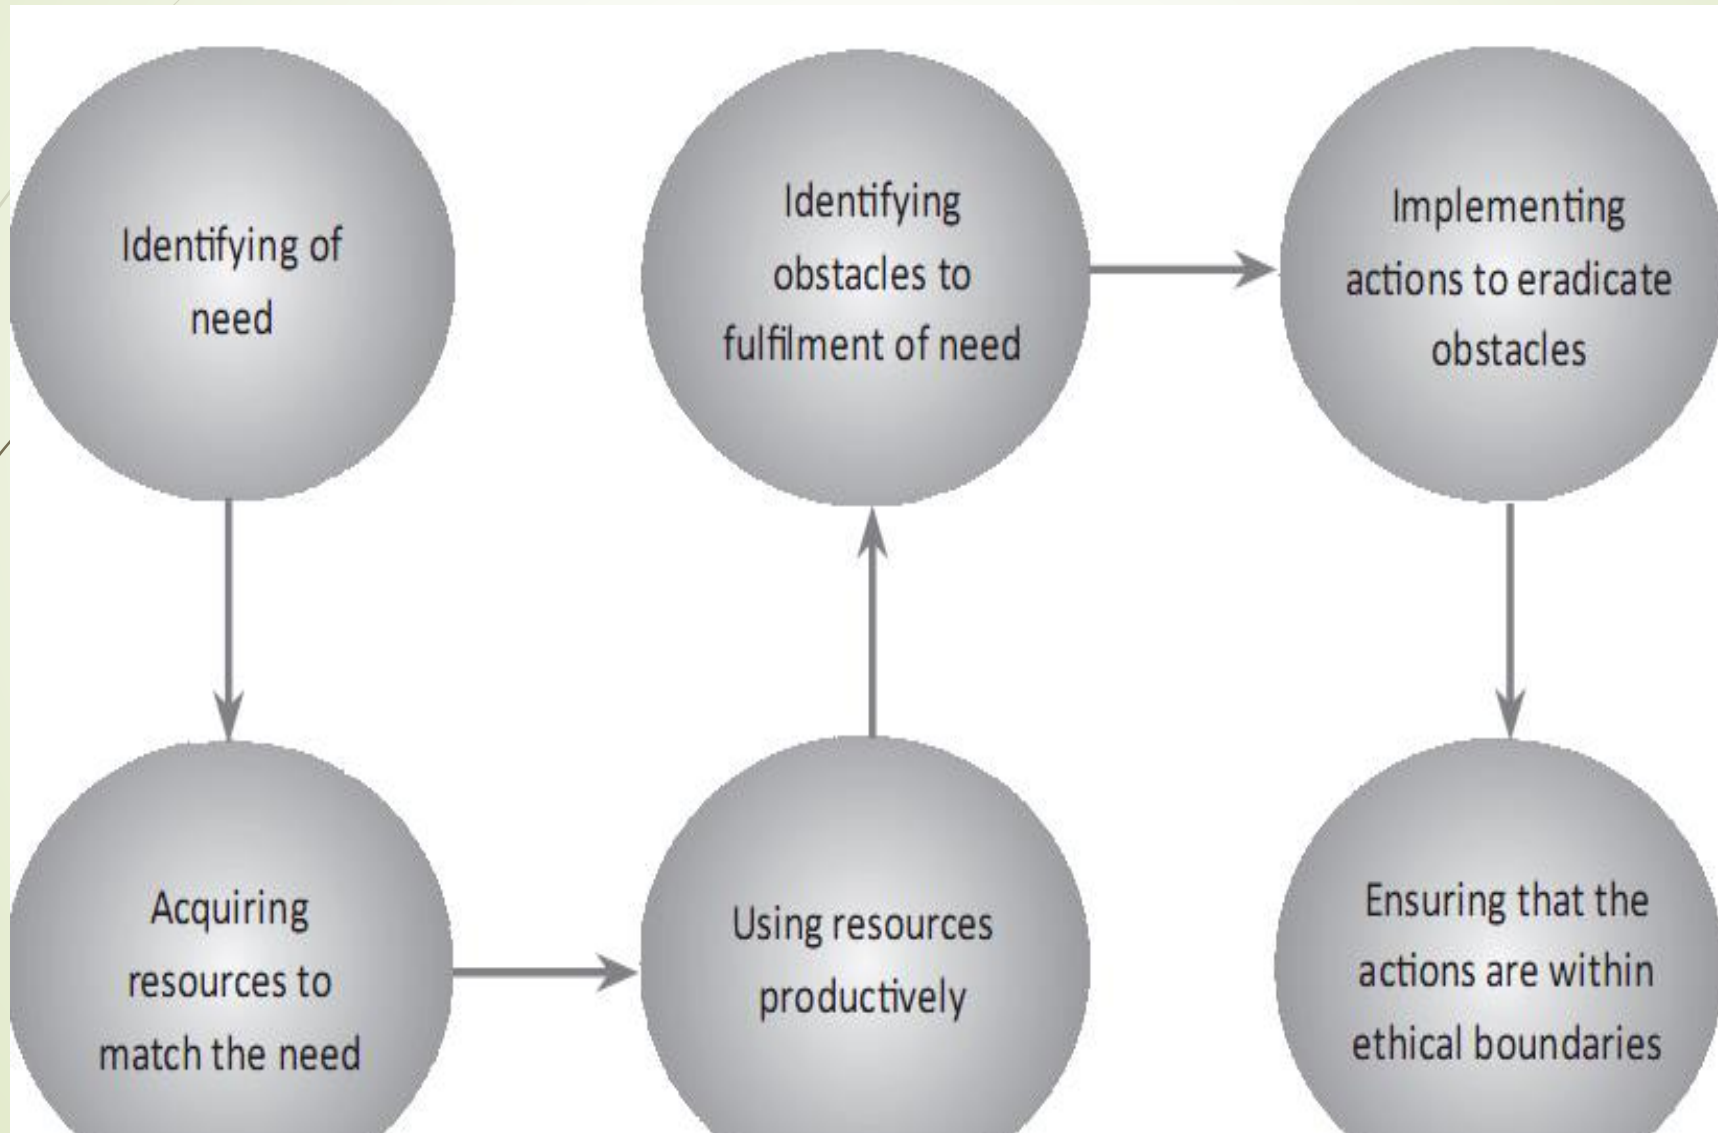 Identifying of
need
Acquiring
resources to
match the need
Using resources
productively
Identifying
obstacles to
fulfilment of need
Implementing
actions to eradicate
obstacles
Ensuring that the
actions are within
ethical boundaries